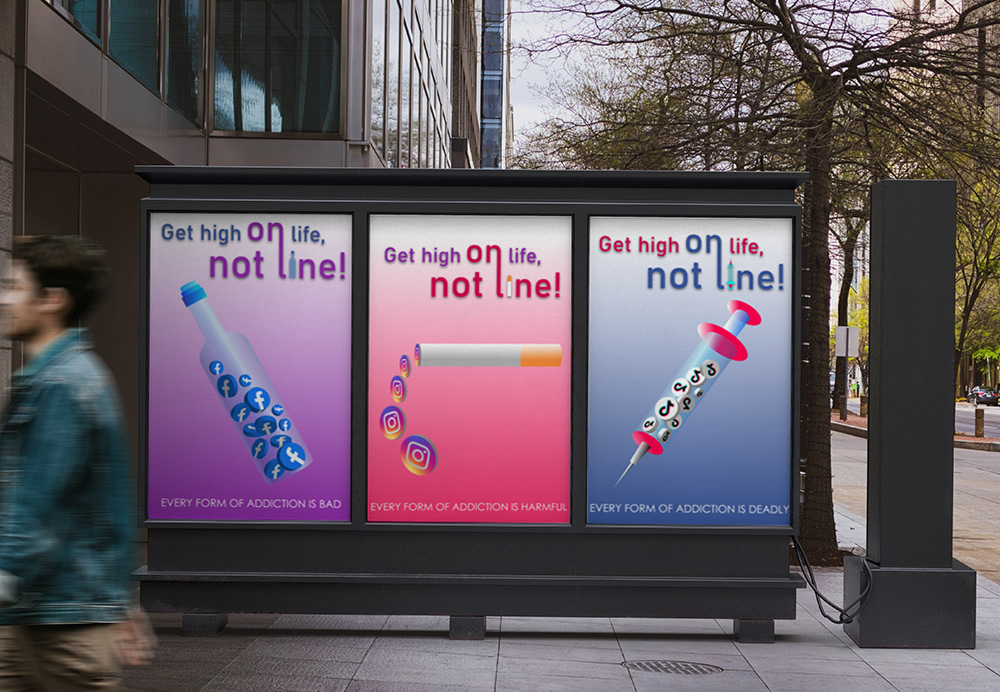 Get high on life,
not line!
EVERY FORM OF ADDICTION IS BAD
Get high on life,
not line!
EVERY FORM OF ADDICTION IS HARMFUL
Get high on life,
not line!
EVERY FORM OF ADDICTION IS DEADLY